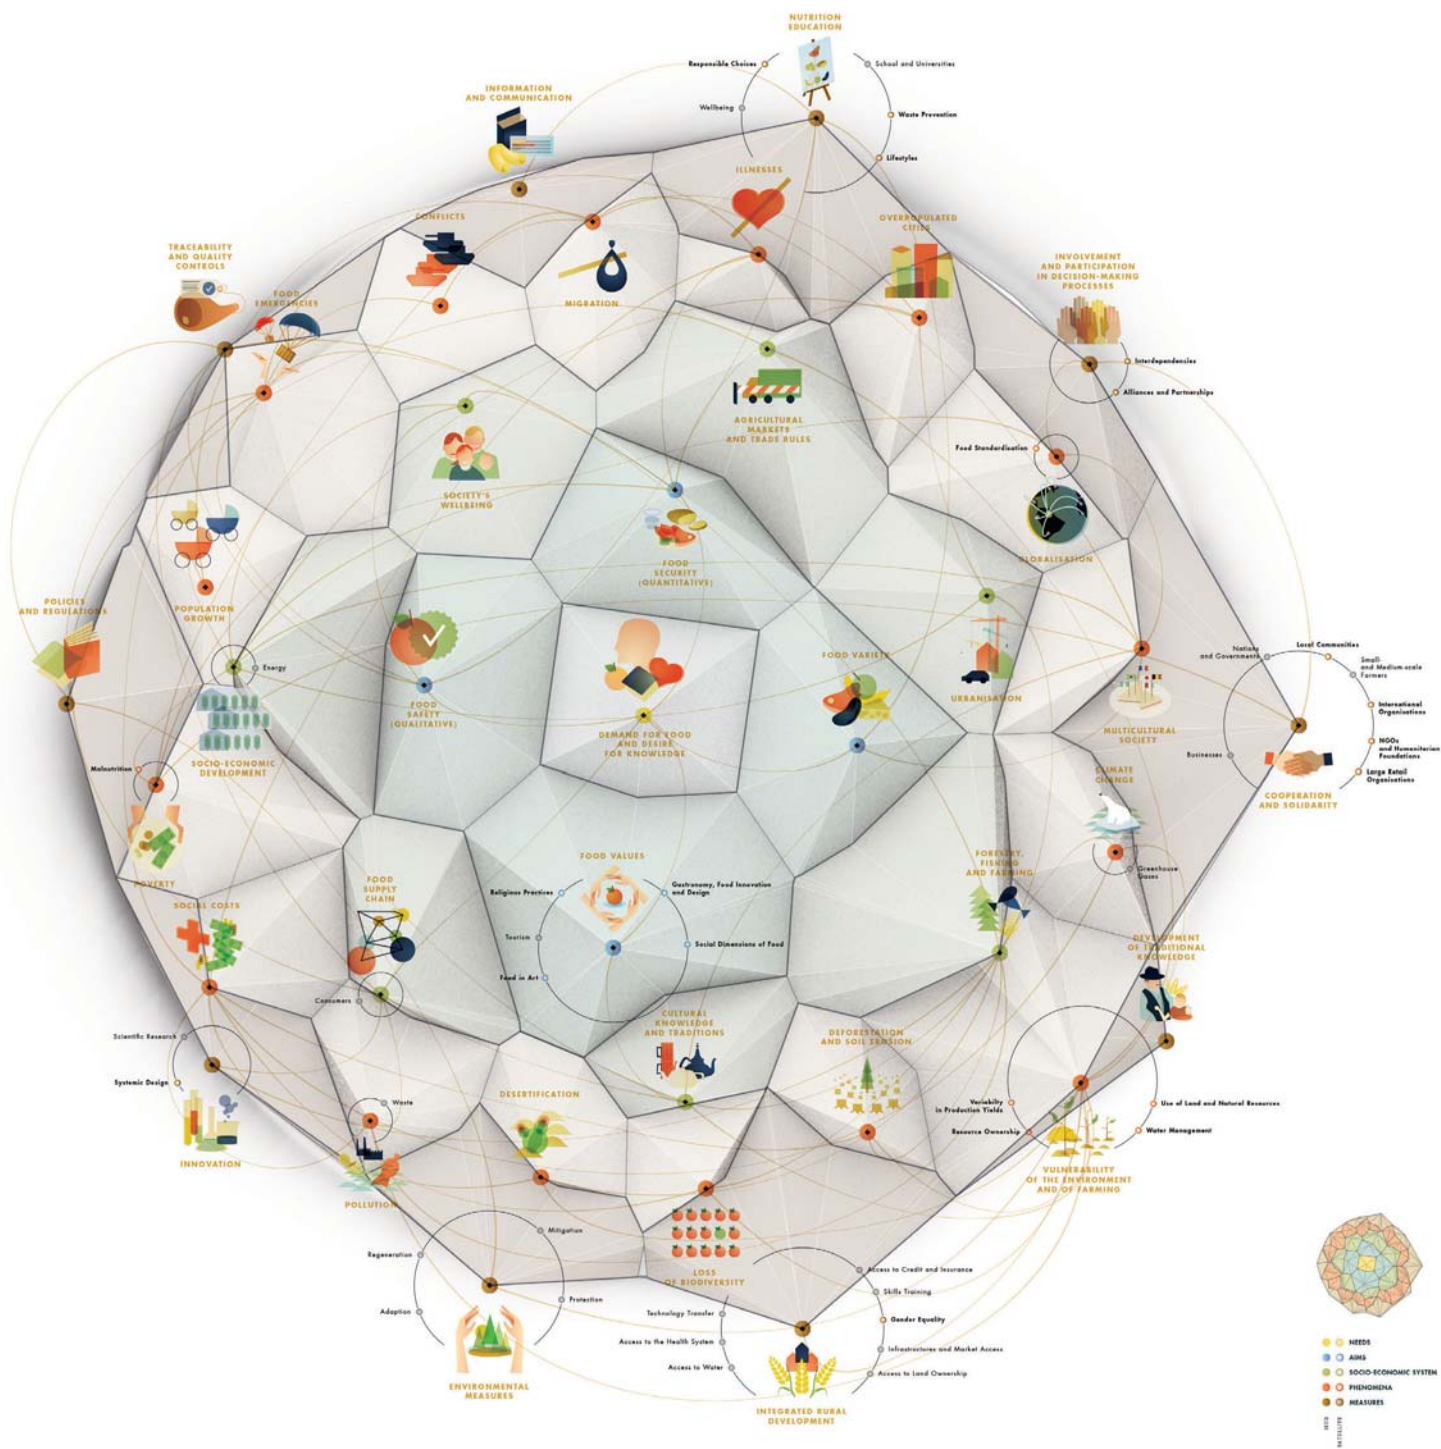 NUTRITION
EDUCATION
Responsible Choices
School and Universities
Wellbeing
Waste Prevention
Lifestyles
INFORMATION
AND COMMUNICATION
ILLNESSES
CONFLICTS
OVERPOPULATED
CITIES
TRACEABILITY
AND QUALITY
CONTROLS
FOOD
EMERGENCIES
MIGRATION
INVOLVEMENT
AND PARTICIPATION
IN DECISION-MAKING
PROCESSES
Interdependencies
Alliances and Partnerships
AGRICULTURAL
MARKETS
AND TRADE RULES
Food Standardisation
GLOBALISATION
SOCIETY'S
WELLBEING
FOOD
SECURITY
(QUANTITATIVE)
POLICIES
AND REGULATIONS
POPULATION
GROWTH
Energy
SOCIO-ECONOMIC
DEVELOPMENT
FOOD
SAFETY
(QUALITATIVE)
DEMAND FOR FOOD
AND DESIRE
FOR KNOWLEDGE
FOOD VARIETY
URBANISATION
MULTICULTURAL
SOCIETY
Nations
and Governments
Local Communities
Small-
and Medium-scale
Farmers
International
Organisations
NGOs
and Humanitarian
Foundations
Large Retail
Organisations
Businesses
COOPERATION
AND SOLIDARITY
Malnutrition
POVERTY
CLIMATE
CHANGE
Greenhouse
Gases
SOCIAL COSTS
FOOD
SUPPLY
CHAIN
Consumers
FOOD VALUES
Religious Practices
Gastronomy, Food Innovation
and Design
Tourism
Social Dimensions of Food
Food in Art
FORESTRY,
FISHING
AND FARMING
DEVELOPMENT
OF TRADITIONAL
KNOWLEDGE
Scientific Research
Systemic Design
INNOVATION
CULTURAL
KNOWLEDGE
AND TRADITIONS
DEFORESTATION
AND SOIL EROSION
Waste
POLLUTION
DESERTIFICATION
Variabilty
in Production Yields
Resource Ownership
Use of Land and Natural Resources
Water Management
VULNERABILITY
OF THE ENVIRONMENT
AND OF FARMING
Mitigation
Regeneration
Protection
Adaption
ENVIRONMENTAL
MEASURES
LOSS
OF BIODIVERSITY
Access to Credit and Insurance
Skills Training
Technology Transfer
Gender Equality
Access to the Health System
Infrastructures and Market Access
Access to Water
Access to Land Ownership
INTEGRATED RURAL
DEVELOPMENT
NEEDS
AIMS
SOCIO-ECONOMIC SYSTEM
PHENOMENA
MEASURES
SATELLITE